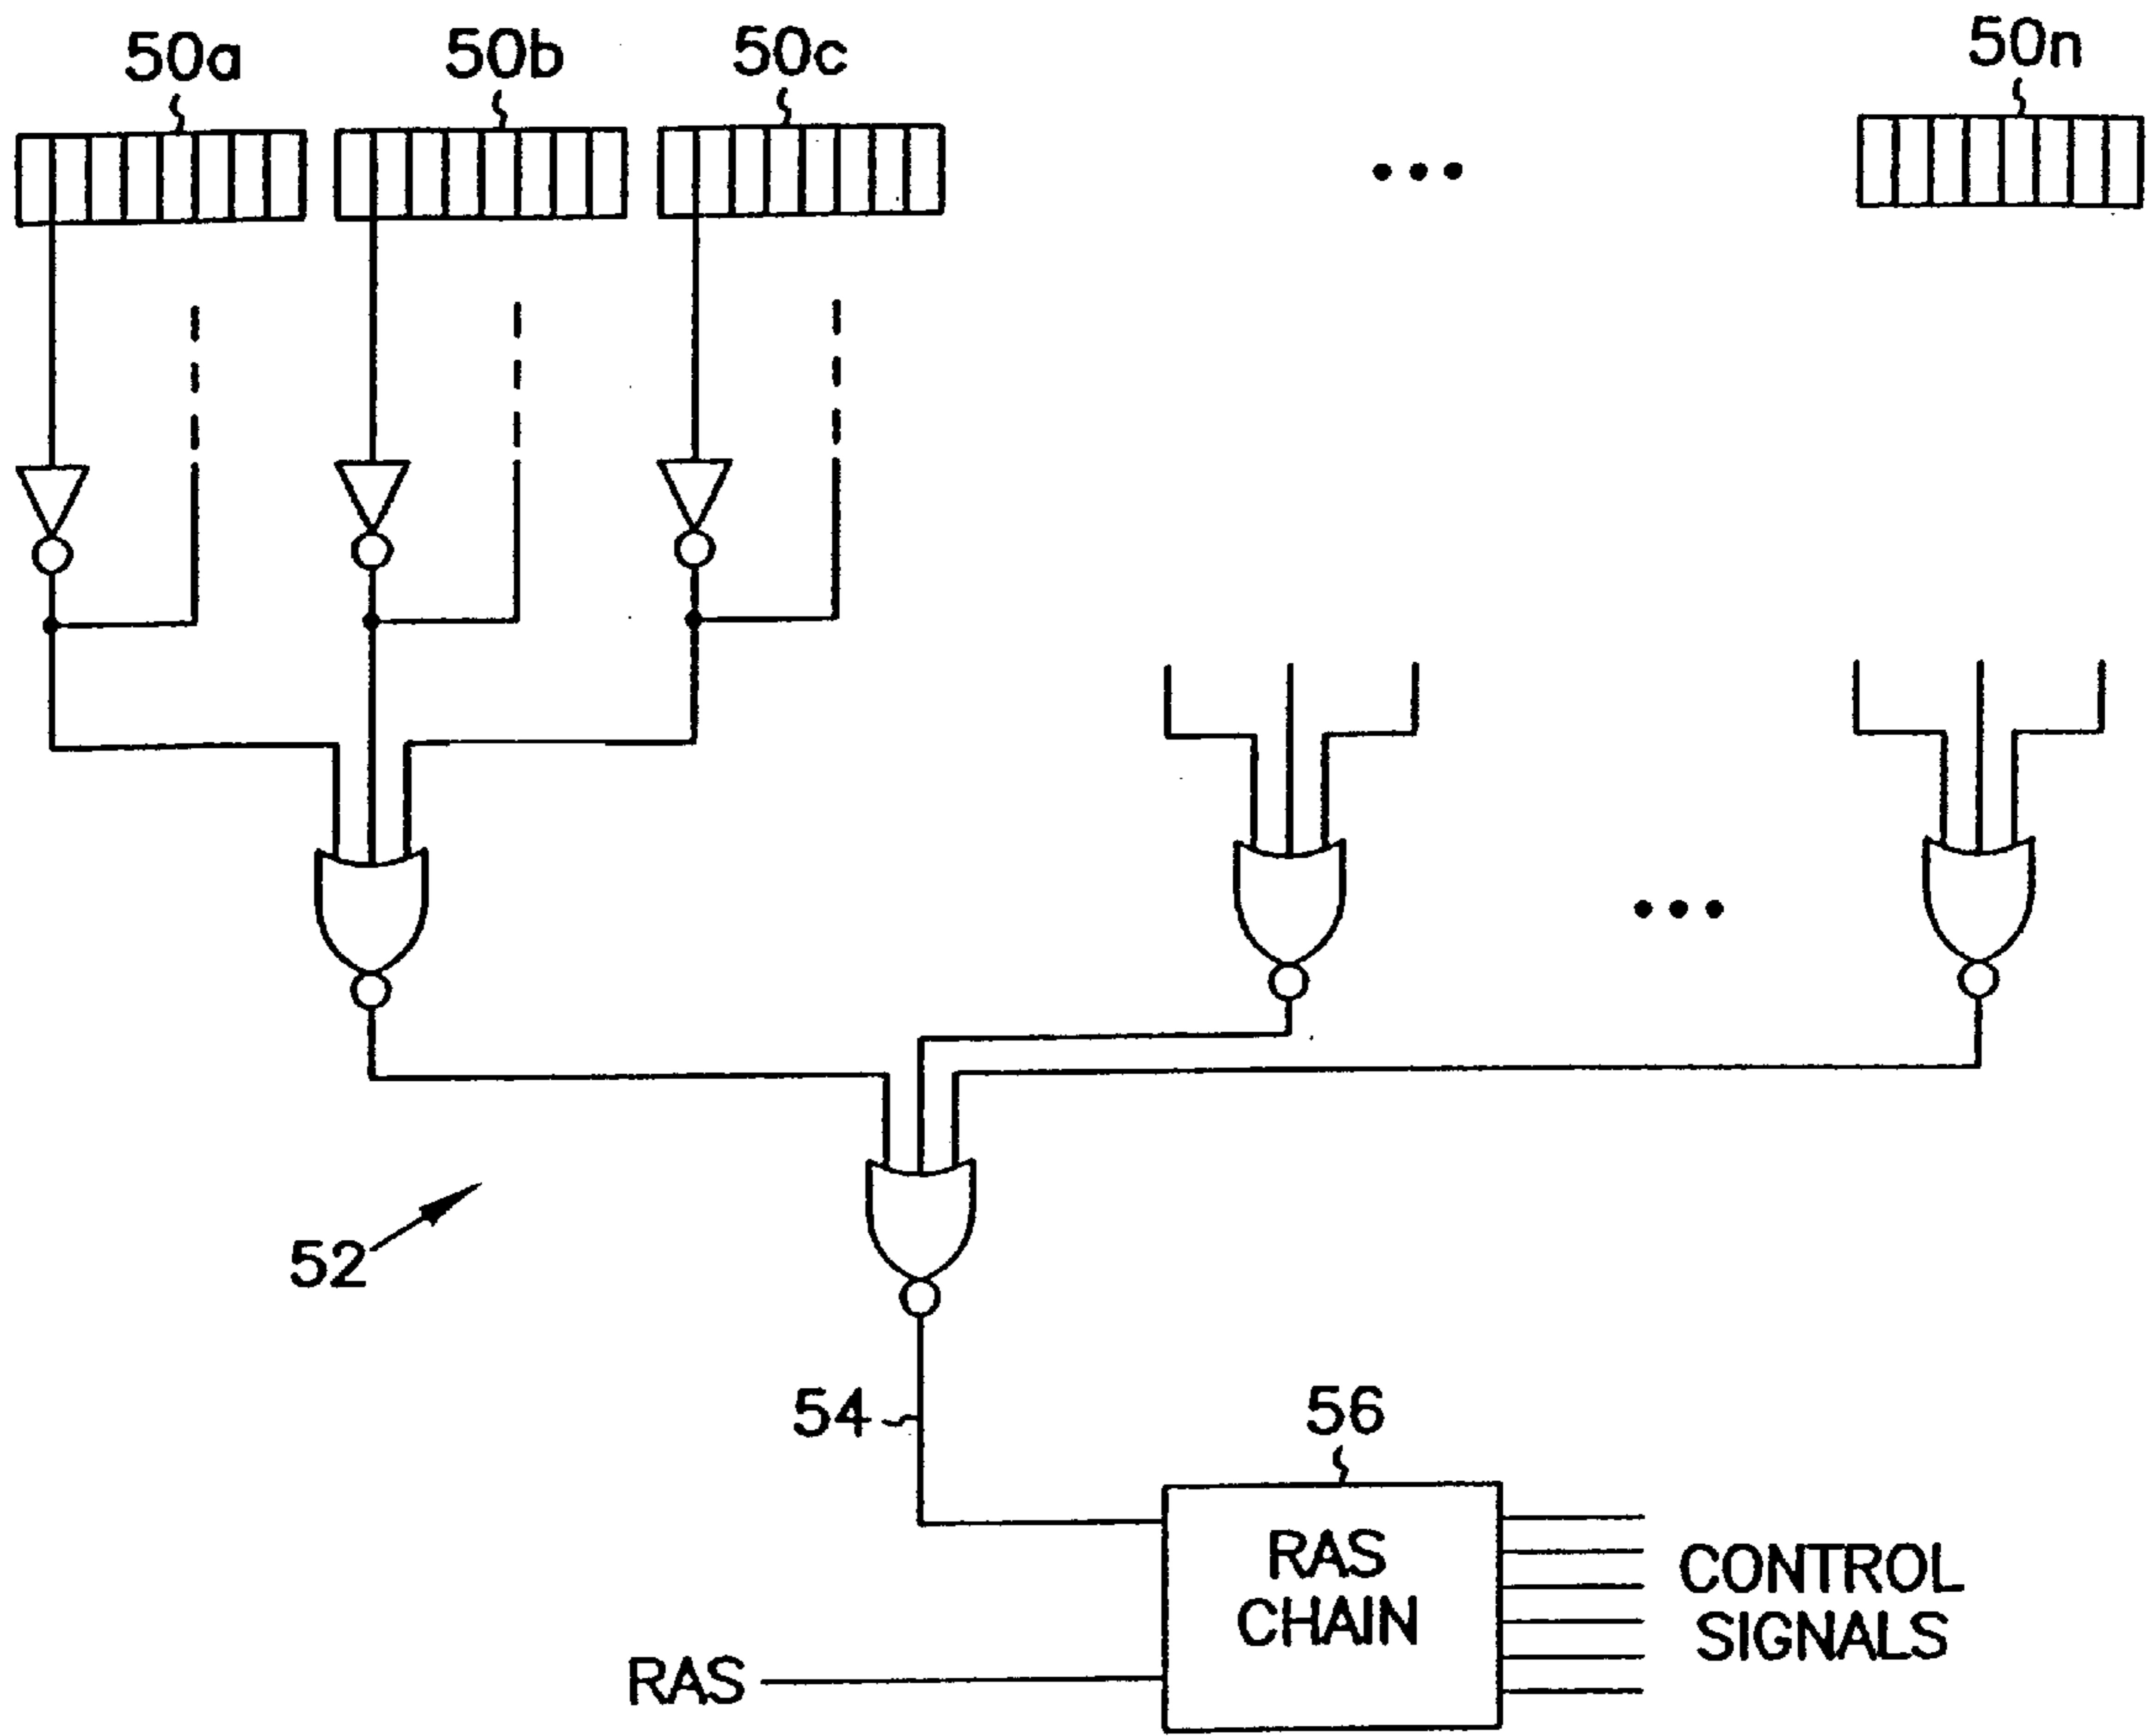 50a 50b 50c 50n
52
54
56
RAS
CHAIN
CONTROL
SIGNALS
RAS